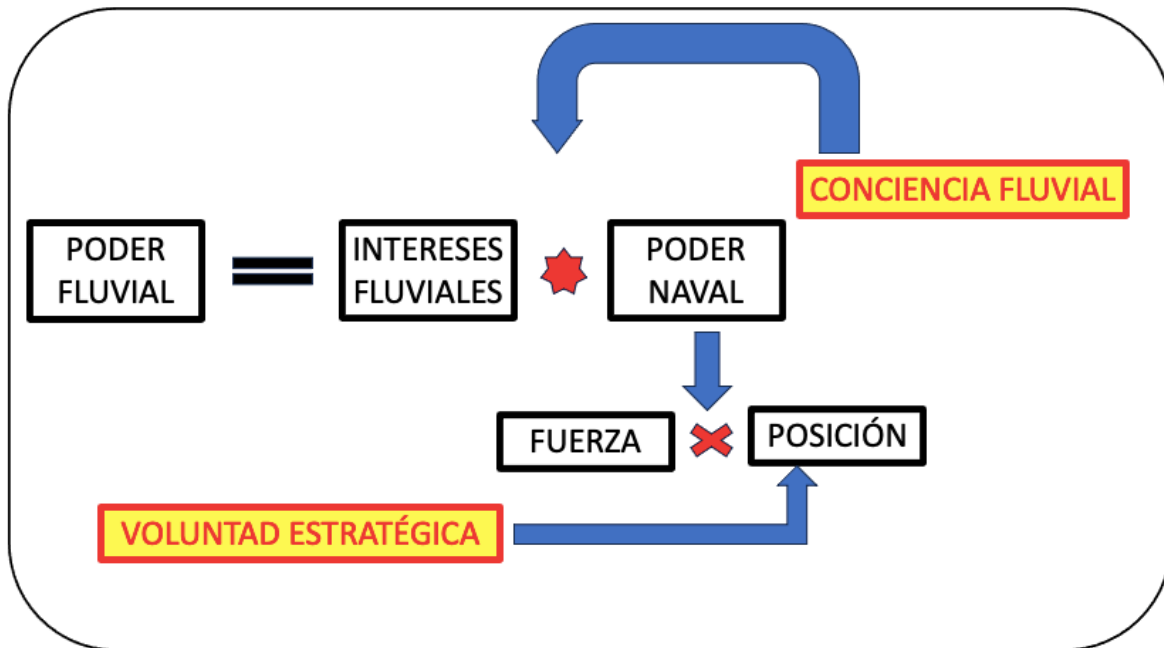 CONCIENCIA FLUVIAL
PODER
FLUVIAL
INTERESES
FLUVIALES
PODER
NAVAL
FUERZA
POSICIÓN
VOLUNTAD ESTRATÉGICA